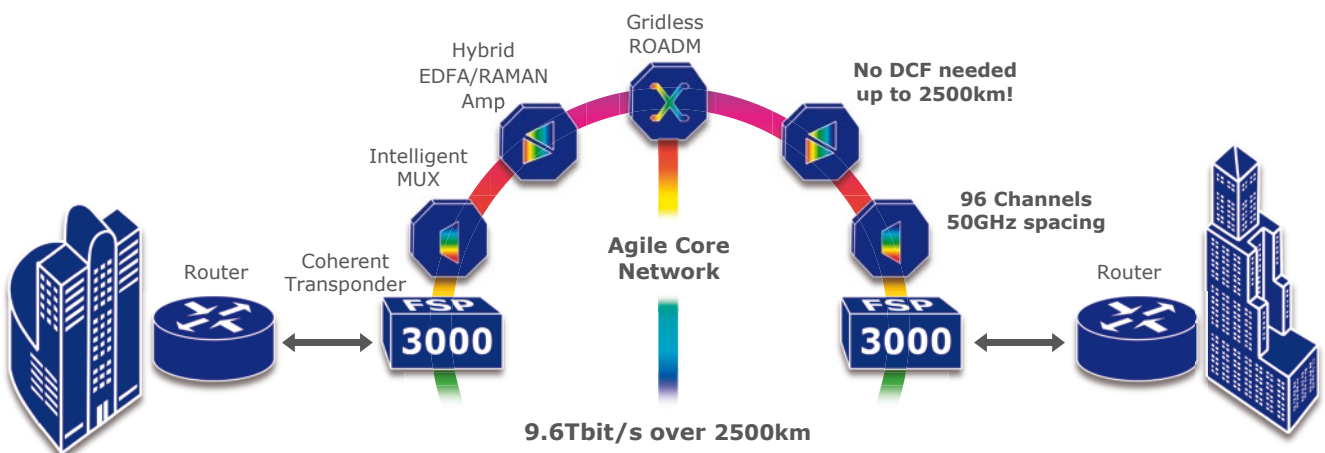 Gridless
ROADM
Hybrid
EDFA/RAMAN
Amp
No DCF needed
up to 2500km!
Intelligent
MUX
96 Channels
50GHz spacing
Agile Core
Network
Router
Coherent
Transponder
Router
FSP
3000
FSP
3000
9.6Tbit/s over 2500km